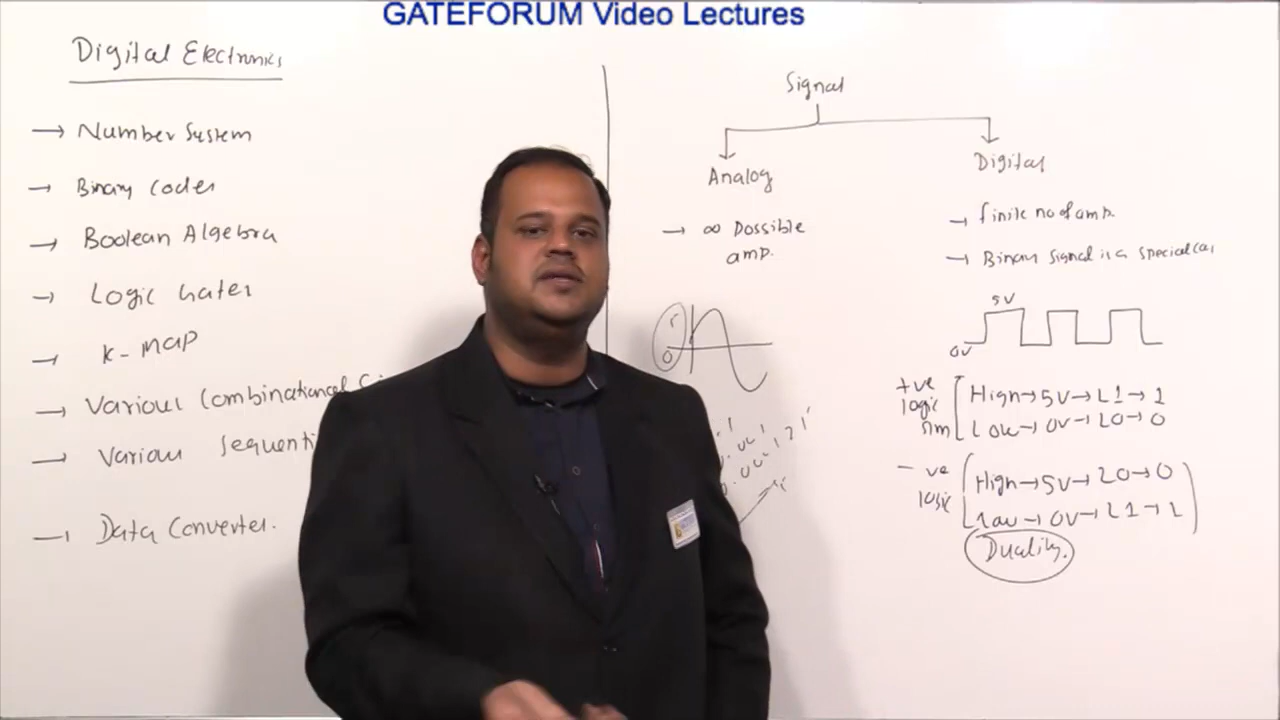 GATEFORUM Video Lectures
Digital Electronics
→ Number System
→ Binary Codes
→ Boolean Algebra
→ Logic Gates
→ K-MAP
→ Various Combinational Ci
→ Various Sequenti
→ Data Converter.
Signal
Analog
→ ∞ Possible
amp.
Digital
→ finite no of amp.
→ Binary signal is a special cas
5V
0V
+ve
logic
High→5V→L1→1
Low→0V→L0→0
-ve
logic
High→5V→L0→0
Low→0V→L1→1
Duality.